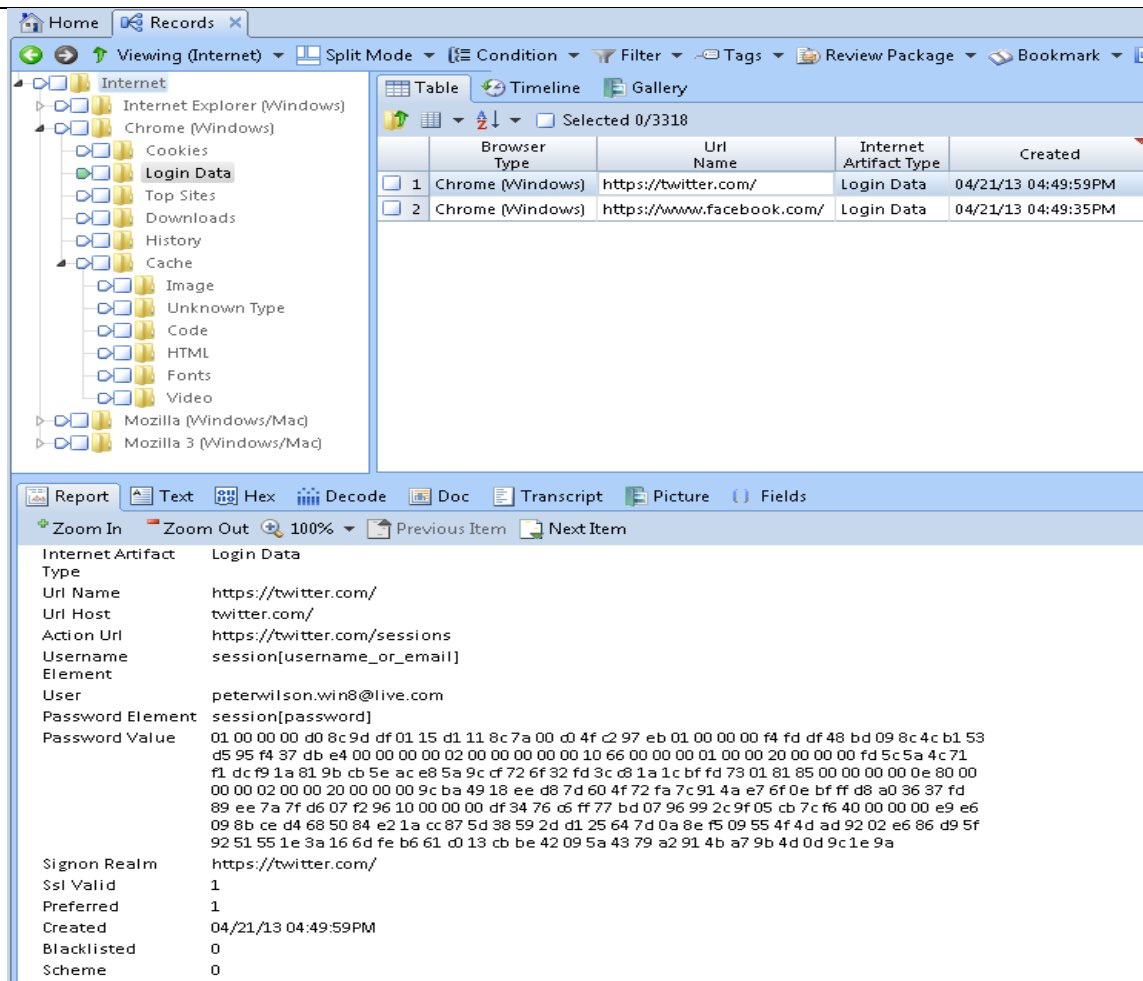 Home Records
Viewing (Internet) Split Mode Condition Filter Tags Review Package Bookmark
Internet
Internet Explorer (Windows)
Chrome (Windows)
Cookies
Login Data
Top Sites
Downloads
History
Cache
Image
Unknown Type
Code
HTML
Fonts
Video
Mozilla (Windows/Mac)
Mozilla 3 (Windows/Mac)
Table Timeline Gallery
Selected 0/3318
Browser Type Url Name Internet Artifact Type Created
1 Chrome (Windows) https://twitter.com/ Login Data 04/21/13 04:49:59PM
2 Chrome (Windows) https://www.facebook.com/ Login Data 04/21/13 04:49:35PM
Report Text Hex Decode Doc Transcript Picture Fields
Zoom In Zoom Out 100% Previous Item Next Item
Internet Artifact Type Login Data
Url Name https://twitter.com/
Url Host twitter.com/
Action Url https://twitter.com/sessions
Username Element session[username_or_email]
User peterwilson.win8@live.com
Password Element session[password]
Password Value 01 00 00 00 d0 8c 9d df 01 15 d1 11 8c 7a 00 c0 4f c2 97 eb 01 00 00 00 f4 fd df 48 bd 09 8c 4c b1 53
d5 95 f4 37 db e4 00 00 00 00 02 00 00 00 00 00 10 66 00 00 00 01 00 00 20 00 00 00 fd 5c 5a 4c 71
f1 dc f9 1a 81 9b cb 5e ac e8 5a 9c cf 72 6f 32 fd 3c c8 1a 1c bf fd 73 01 81 85 00 00 00 00 0e 80 00
00 00 02 00 00 20 00 00 00 9c ba 49 18 ee d8 7d 60 4f 72 fa 7c 91 4a e7 6f 0e bf ff d8 a0 36 37 fd
89 ee 7a 7f d6 07 f2 96 10 00 00 00 df 34 76 c6 ff 77 bd 07 96 99 2c 9f 05 cb 7c f6 40 00 00 00 e9 e6
09 8b ce d4 68 50 84 e2 1a cc 87 5d 38 59 2d d1 25 64 7d 0a 8e f5 09 55 4f 4d ad 92 02 e6 86 d9 5f
92 51 55 1e 3a 16 6d fe b6 61 c0 13 cb be 42 09 5a 43 79 a2 91 4b a7 9b 4d 0d 9c 1e 9a
Signon Realm https://twitter.com/
Ssl Valid 1
Preferred 1
Created 04/21/13 04:49:59PM
Blacklisted 0
Scheme 0